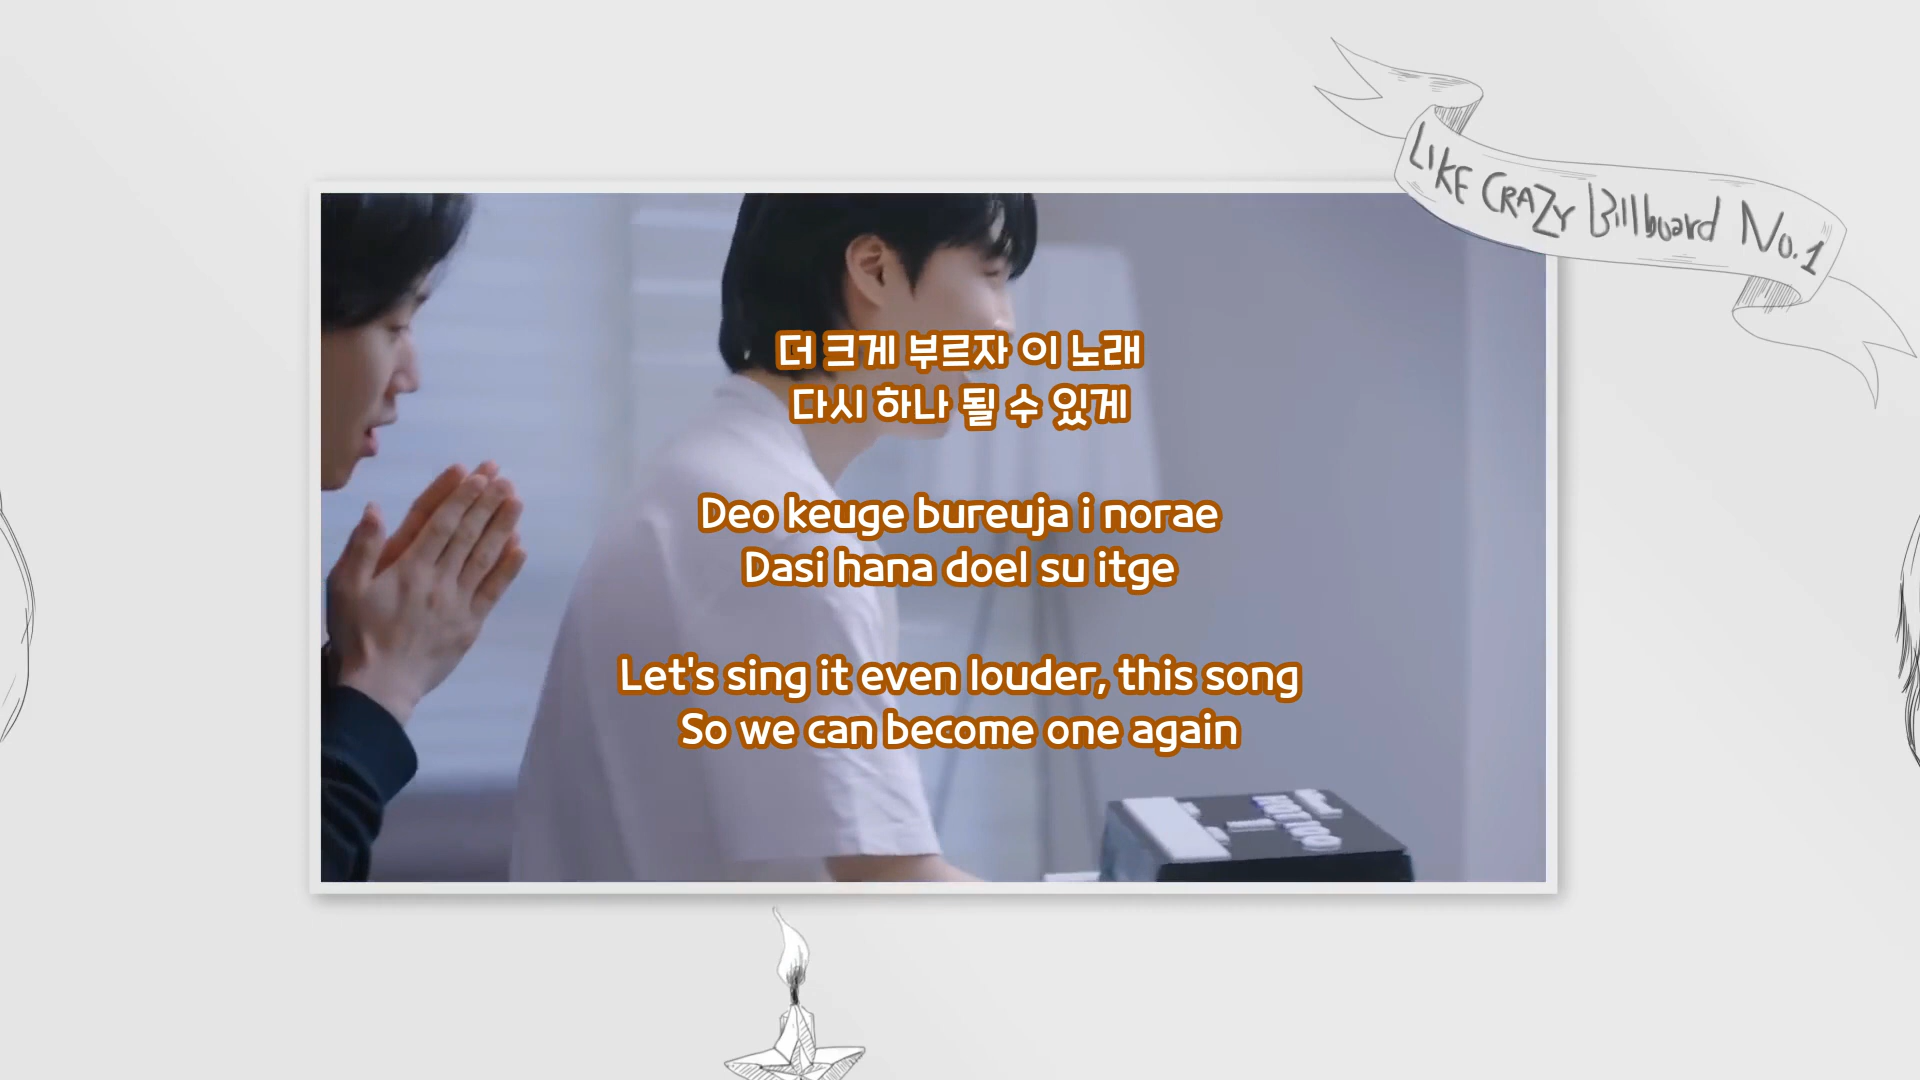 LIKE CRAZY Billboard No.1
더 크게 부르자 이 노래
다시 하나 될 수 있게
Deo keuge bureuja i norae
Dasi hana doel su itge
Let's sing it even louder, this song
So we can become one again
HOT 100